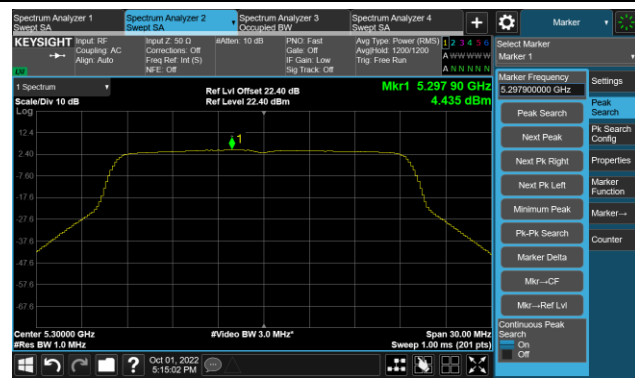 Spectrum Analyzer 1
Swept SA
Spectrum Analyzer 2
Swept SA
Spectrum Analyzer 3
Occupied BW
Spectrum Analyzer 4
Swept SA
+
Marker
KEYSIGHT
Input: RF
Coupling: AC
Align: Auto
Input Z: 50 Ω
Corrections: Off
Freq Ref: Int (S)
NFE: Off
#Atten: 10 dB
PNO: Fast
Gate: Off
IF Gain: Low
Sig Track: Off
Avg Type: Power (RMS)
Avg|Hold: 1200/1200
Trig: Free Run
1 2 3 4 5 6
A W W W W W
A N N N N N
LV
Select Marker
Marker 1
1 Spectrum
Scale/Div 10 dB
Log
Ref Lvl Offset 22.40 dB
Ref Level 22.40 dBm
Mkr1 5.297 90 GHz
4.435 dBm
1
12.4
2.40
-7.60
-17.6
-27.6
-37.6
-47.6
-57.6
-67.6
Center 5.30000 GHz
#Res BW 1.0 MHz
#Video BW 3.0 MHz*
Span 30.00 MHz
Sweep 1.00 ms (201 pts)
Marker Frequency
5.297900000 GHz
Peak Search
Next Peak
Next Pk Right
Next Pk Left
Minimum Peak
Pk-Pk Search
Marker Delta
Mkr→CF
Mkr→Ref Lvl
Continuous Peak
Search
On
Off
Settings
Peak
Search
Pk Search
Config
Properties
Marker
Function
Marker→
Counter
?
Oct 01, 2022
5:15:02 PM